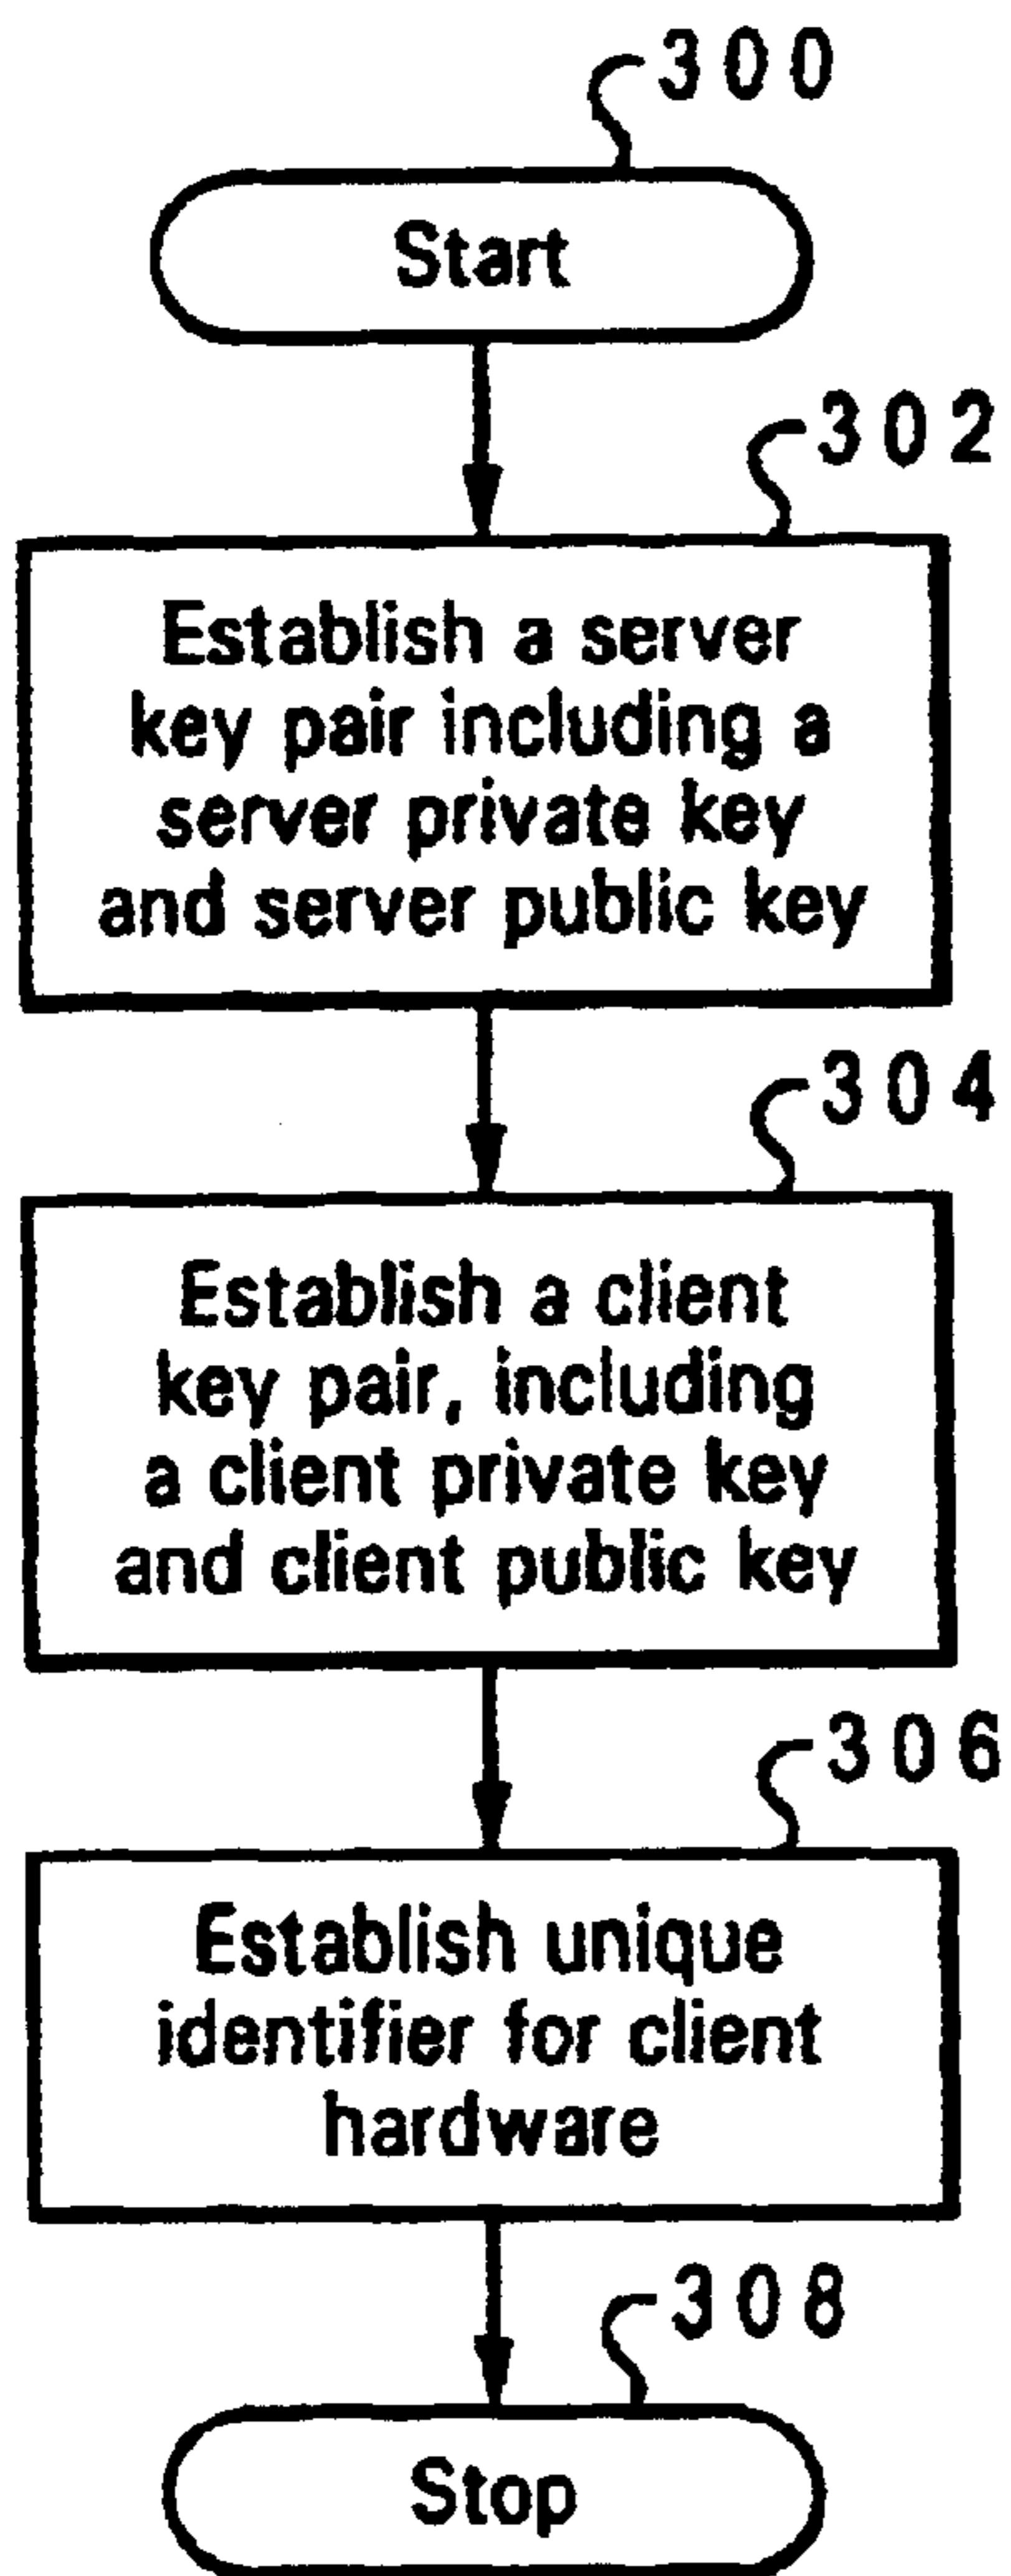 300
Start
302
Establish a server
key pair including a
server private key
and server public key
304
Establish a client
key pair, including
a client private key
and client public key
306
Establish unique
identifier for client
hardware
308
Stop